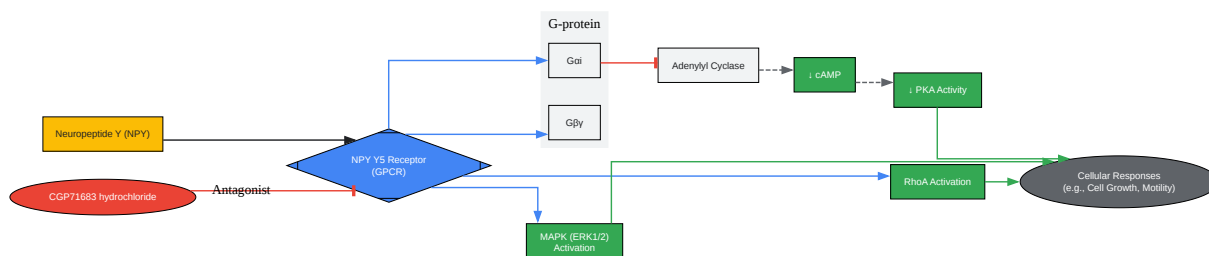 G-protein
Gαi
Adenylyl Cyclase
↓ cAMP
↓ PKA Activity
Gβγ
Neuropeptide Y (NPY)
NPY Y5 Receptor
(GPCR)
CGP71683 hydrochloride
Antagonist
RhoA Activation
Cellular Responses
(e.g., Cell Growth, Motility)
MAPK (ERK1/2)
Activation